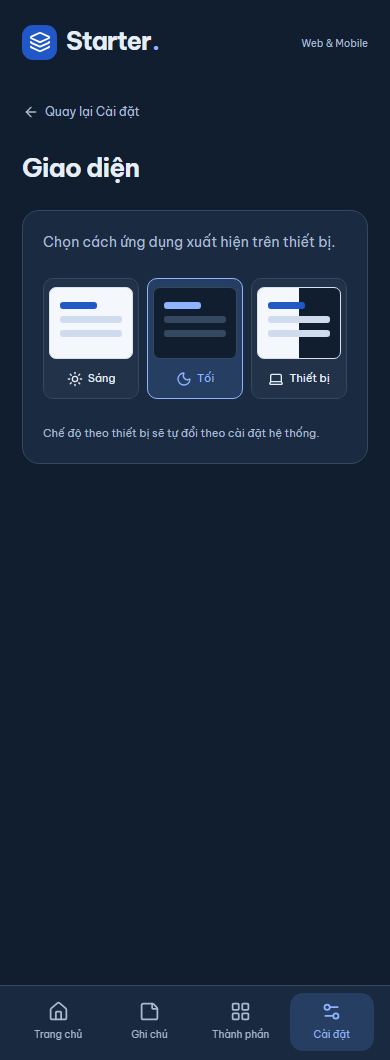 Starter.
Web & Mobile
Quay lại Cài đặt
Giao diện
Chọn cách ứng dụng xuất hiện trên thiết bị.
Sáng
Tối
Thiết bị
Chế độ theo thiết bị sẽ tự đổi theo cài đặt hệ thống.
Trang chủ
Ghi chú
Thành phần
Cài đặt